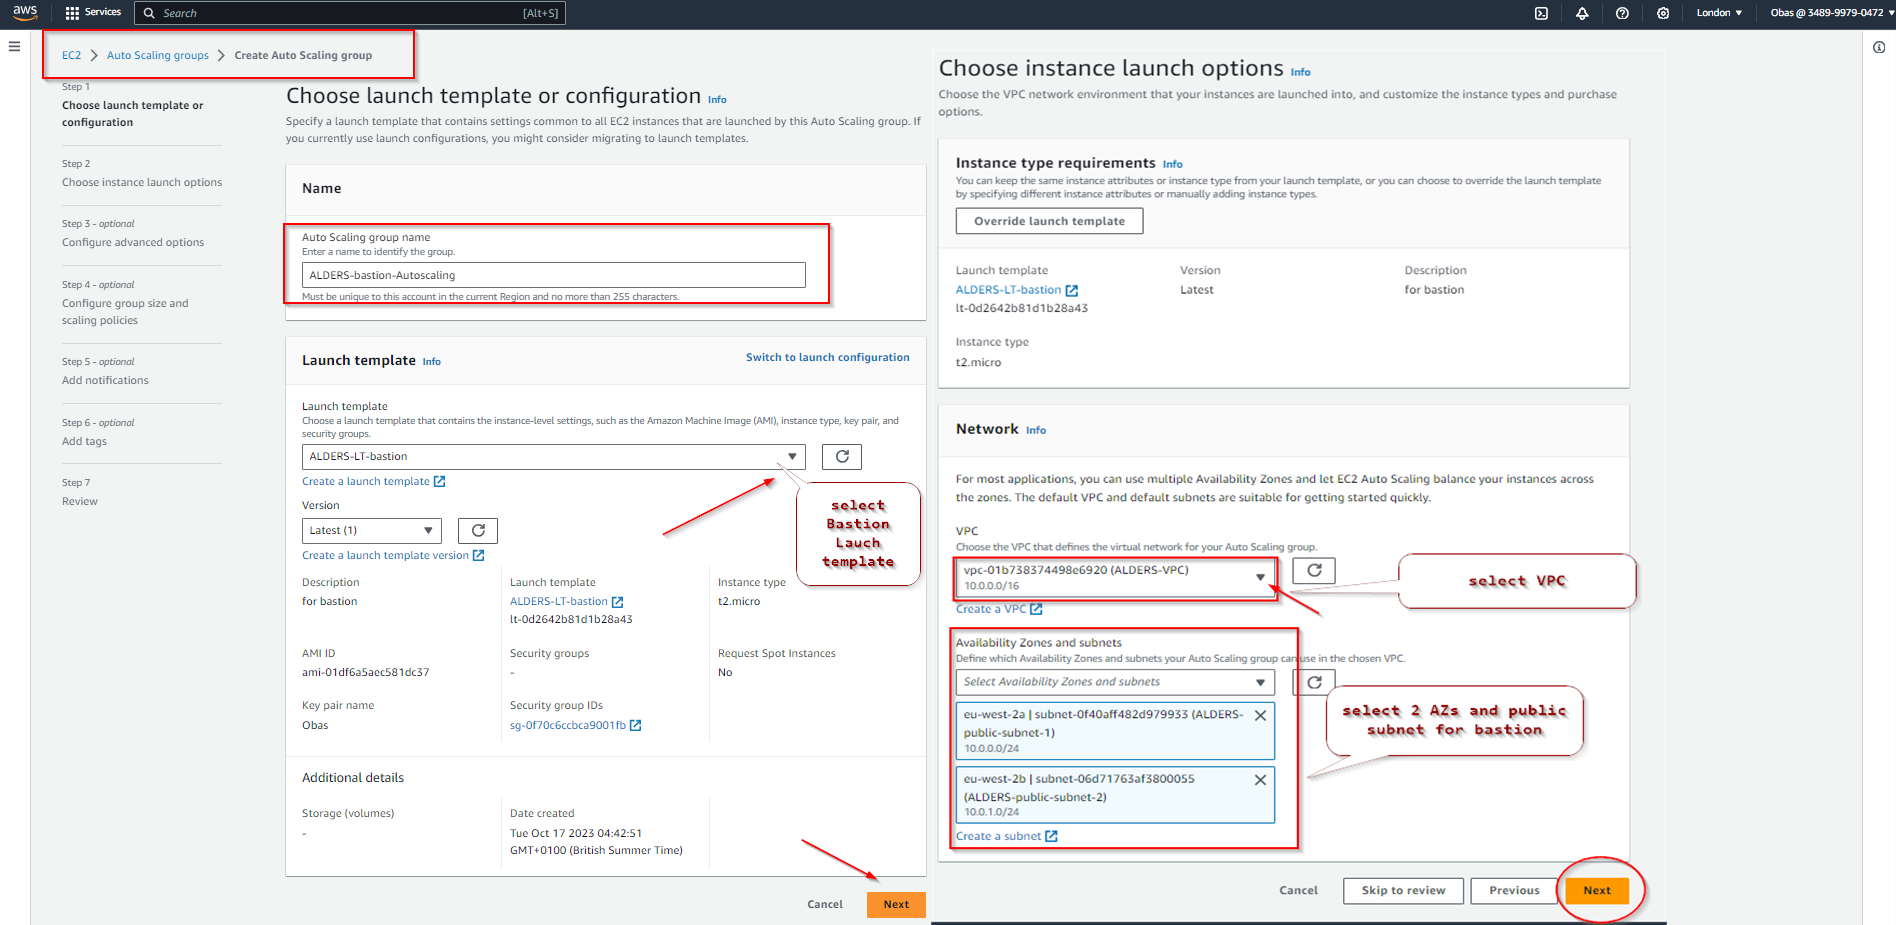 aws
Services
Search
[Alt+S]
London
Obas @ 3489-9979-0472
EC2 > Auto Scaling groups > Create Auto Scaling group
Step 1
Choose launch template or
configuration
Step 2
Choose instance launch options
Step 3 - optional
Configure advanced options
Step 4 - optional
Configure group size and
scaling policies
Step 5 - optional
Add notifications
Step 6 - optional
Add tags
Step 7
Review
Choose launch template or configuration Info
Specify a launch template that contains settings common to all EC2 instances that are launched by this Auto Scaling group. If
you currently use launch configurations, you might consider migrating to launch templates.
Name
Auto Scaling group name
Enter a name to identify the group.
ALDERS-bastion-Autoscaling
Must be unique to this account in the current Region and no more than 255 characters.
Launch template Info
Switch to launch configuration
Launch template
Choose a launch template that contains the instance-level settings, such as the Amazon Machine Image (AMI), instance type, key pair, and
security groups.
ALDERS-LT-bastion
Create a launch template
select
Bastion
Lauch
template
Version
Latest (1)
Create a launch template version
Description
for bastion
Launch template
ALDERS-LT-bastion
lt-0d2642b81d1b28a43
Instance type
t2.micro
AMI ID
ami-01df6a5aec581dc37
Security groups
-
Request Spot Instances
No
Key pair name
Obas
Security group IDs
sg-0f70c6ccbca9001fb
Additional details
Storage (volumes)
-
Date created
Tue Oct 17 2023 04:42:51
GMT+0100 (British Summer Time)
Cancel
Next
Choose instance launch options Info
Choose the VPC network environment that your instances are launched into, and customize the instance types and purchase
options.
Instance type requirements Info
You can keep the same instance attributes or instance type from your launch template, or you can choose to override the launch template
by specifying different instance attributes or manually adding instance types.
Override launch template
Launch template
ALDERS-LT-bastion
lt-0d2642b81d1b28a43
Version
Latest
Description
for bastion
Instance type
t2.micro
Network Info
For most applications, you can use multiple Availability Zones and let EC2 Auto Scaling balance your instances across
the zones. The default VPC and default subnets are suitable for getting started quickly.
VPC
Choose the VPC that defines the virtual network for your Auto Scaling group.
vpc-01b738374498e6920 (ALDERS-VPC)
10.0.0.0/16
select VPC
Create a VPC
Availability Zones and subnets
Define which Availability Zones and subnets your Auto Scaling group can use in the chosen VPC.
Select Availability Zones and subnets
eu-west-2a | subnet-0f40aff482d979933 (ALDERS-
public-subnet-1)
10.0.0.0/24
select 2 AZs and public
subnet for bastion
eu-west-2b | subnet-06d71763af3800055
(ALDERS-public-subnet-2)
10.0.1.0/24
Create a subnet
Cancel
Skip to review
Previous
Next